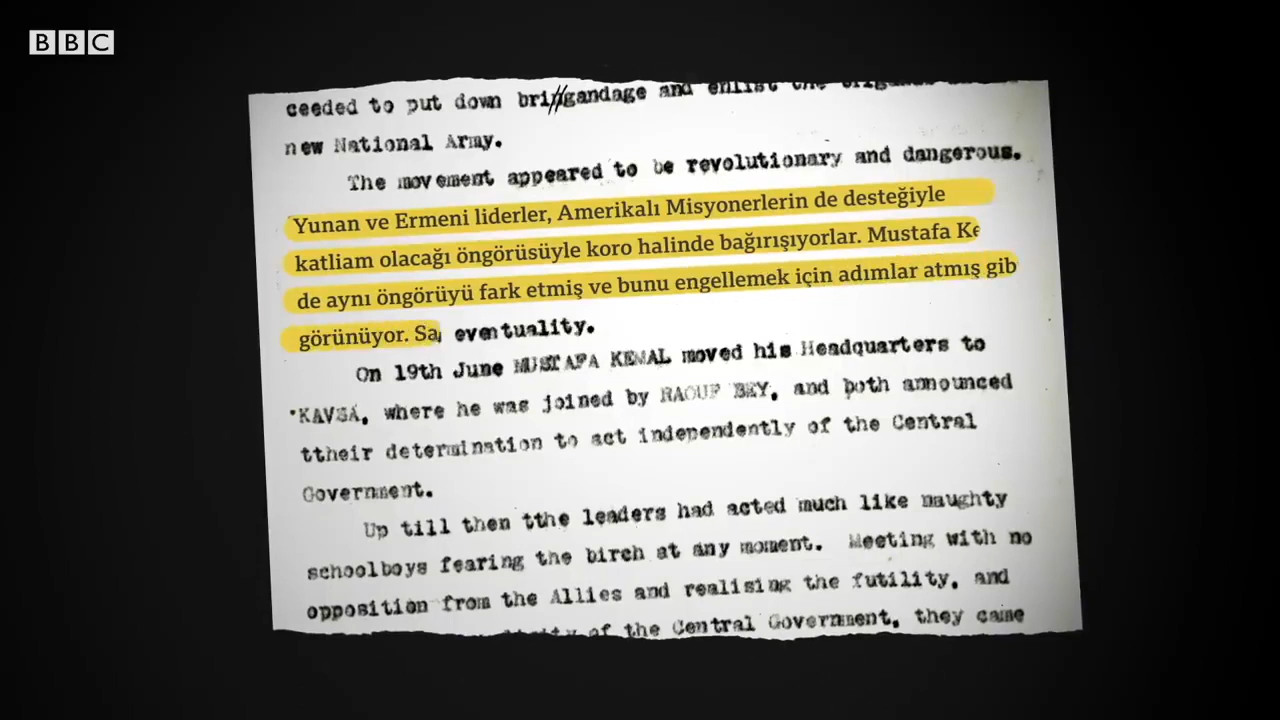 BBC
ceeded to put down bringandage and enlist the
new National Army.
The movement appeared to be revolutionary and dangerous.
Yunan ve Ermeni liderler, Amerikalı Misyonerlerin de desteğiyle
katliam olacağı öngörüsüyle koro halinde bağırışıyorlar. Mustafa Ke
de aynı öngörüyü fark etmiş ve bunu engellemek için adımlar atmış gib
görünüyor. Sa eventuality.
On 19th June MUSTAFA KEMAL moved his Headquarters to
KAVSA, where he was joined by RAOUF BEY, and both announced
ttheir determination to act independently of the Central
Government.
Up till then tthe leaders had acted much like naughty
schoolboys fearing the birch at any moment. Meeting with no
opposition from the Allies and realising the futility, and
of the Central Government, they came